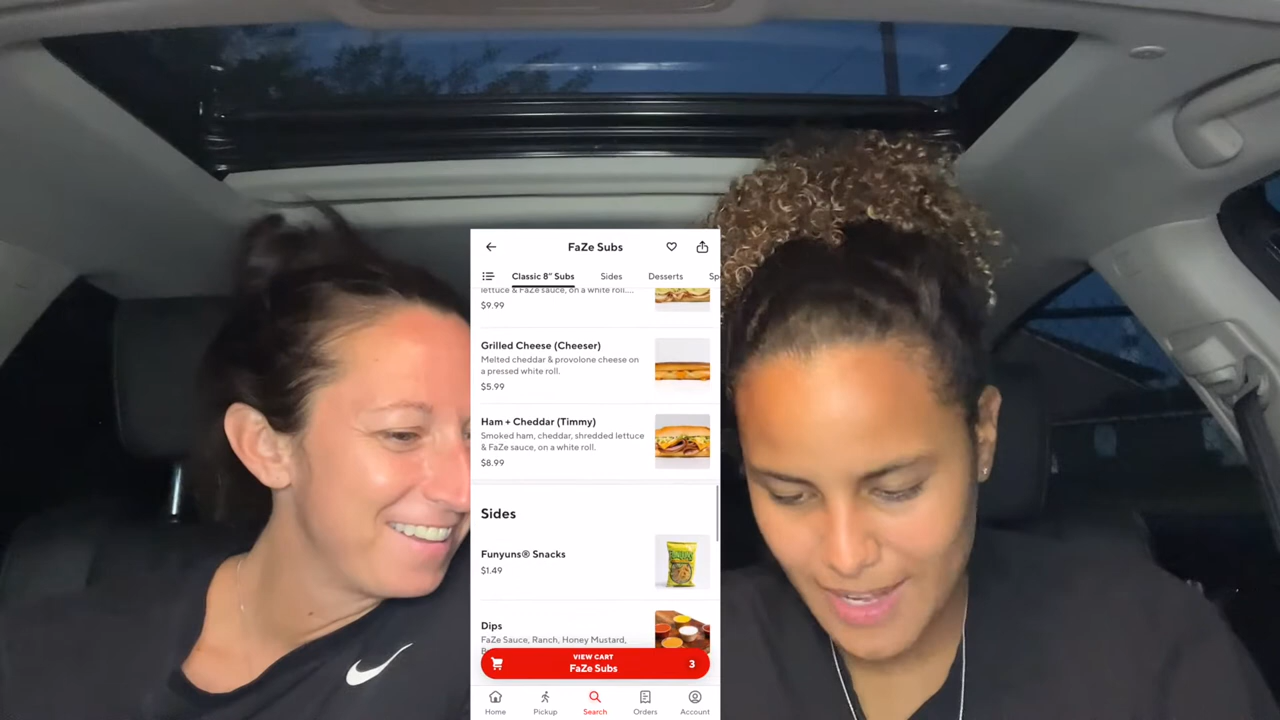 FaZe Subs
Classic 8" Subs
Sides
Desserts
Sp
lettuce & FaZe sauce, on a white roll....
$9.99
Grilled Cheese (Cheeser)
Melted cheddar & provolone cheese on
a pressed white roll.
$5.99
Ham + Cheddar (Timmy)
Smoked ham, cheddar, shredded lettuce
& FaZe sauce, on a white roll.
$8.99
Sides
Funyuns® Snacks
$1.49
FUNYUNS
Dips
FaZe Sauce, Ranch, Honey Mustard,
VIEW CART
FaZe Subs
3
Home
Pickup
Search
Orders
Account